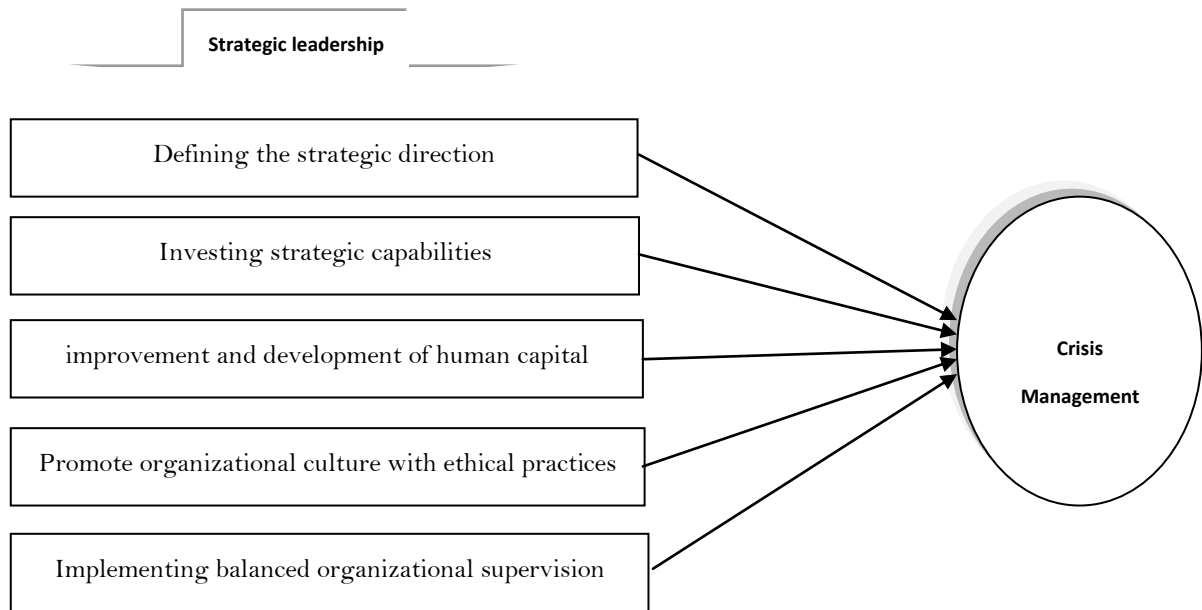 Strategic leadership
Defining the strategic direction
Investing strategic capabilities
improvement and development of human capital
Promote organizational culture with ethical practices
Implementing balanced organizational supervision
Crisis
Management